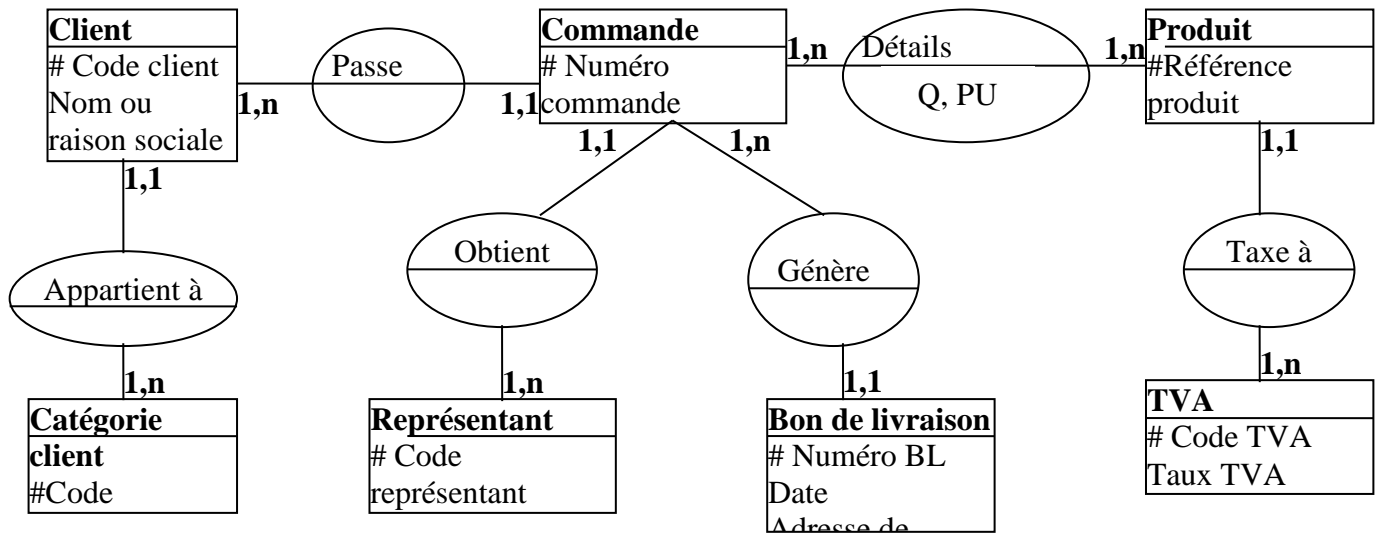 Client
# Code client
Nom ou
raison sociale
1,n
Passe
1,1
Commande
# Numéro
commande
1,n
Détails
Q, PU
1,n
Produit
#Référence
produit
1,1
1,1
1,n
1,1
Appartient à
Obtient
Génère
Taxe à
1,n
1,n
1,1
1,n
Catégorie
client
#Code
Représentant
# Code
représentant
Bon de livraison
# Numéro BL
Date
Adresse de
TVA
# Code TVA
Taux TVA